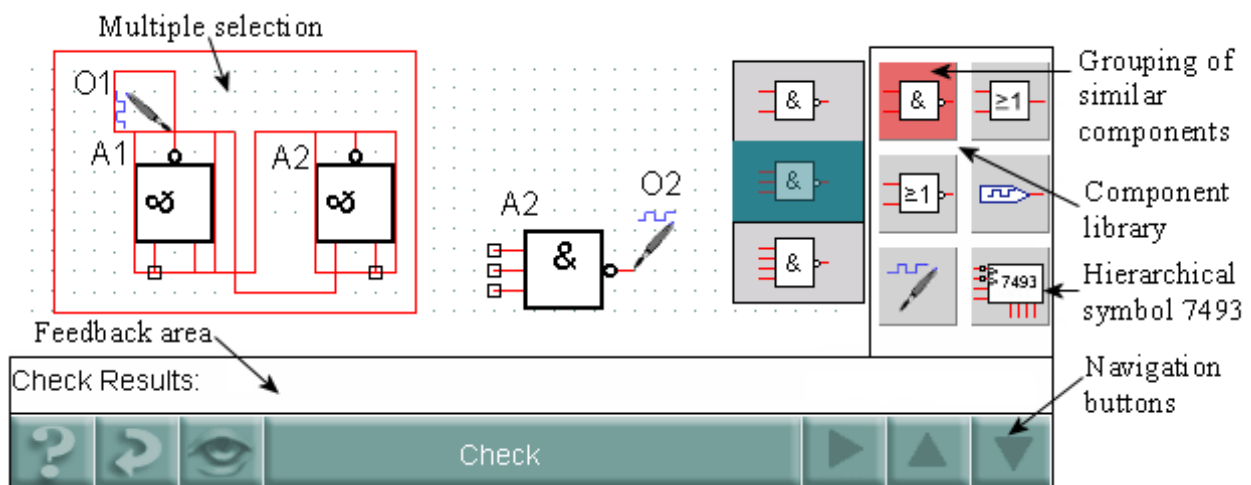 Multiple selection
O1
A1
&
A2
&
A2
&
O2
&
&
&
&
≥1
≥1
7493
Grouping of
similar
components
Component
library
Hierarchical
symbol 7493
Navigation
buttons
Feedback area
Check Results:
?
Check